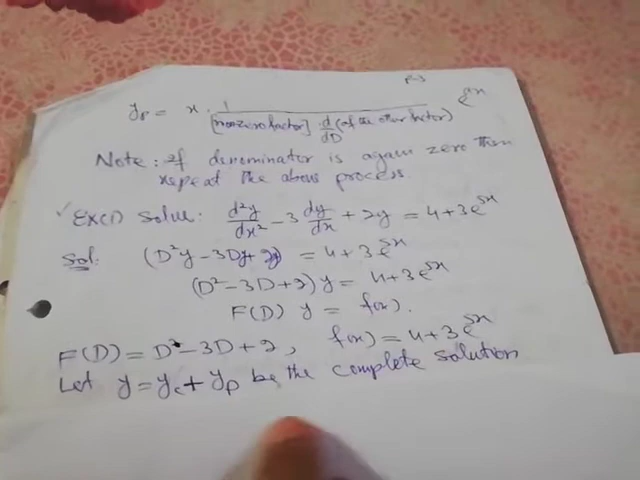 P-3
yp = x · 1 / [nonzero factor] · d/dD (of the other factor) e^ax
Note: If denominator is again zero then
repeat the above process.
✓ EX(1) Solve: d²y/dx² - 3 dy/dx + 2y = 4+3e^5x
Sol: (D²y - 3Dy + 2y) = 4+3e^5x
(D² - 3D + 2) y = 4+3e^5x
F(D) y = f(x).
F(D) = D² - 3D + 2, f(x) = 4+3e^5x
Let y = yc + yp be the complete solution